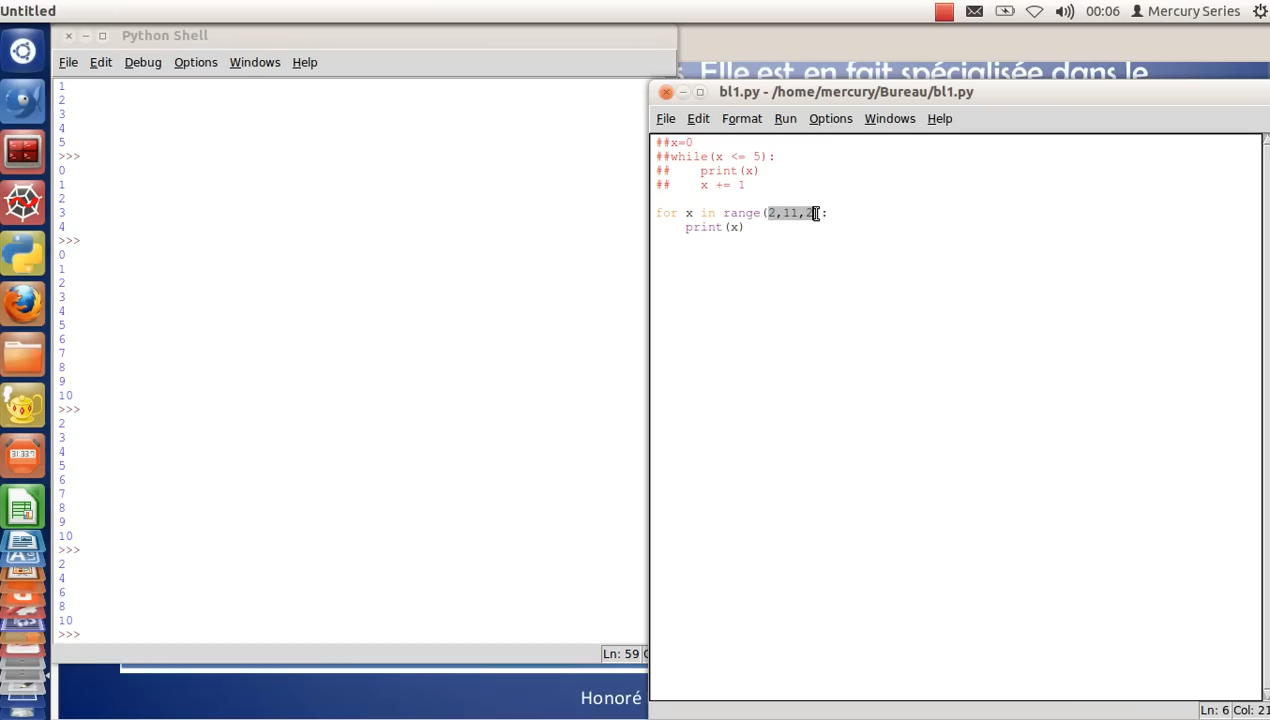 Untitled
00:06
Mercury Series
Python Shell
File Edit Debug Options Windows Help
1
2
3
4
5
>>>
0
1
2
3
4
>>>
0
1
2
3
4
5
6
7
8
9
10
>>>
2
3
4
5
6
7
8
9
10
>>>
2
4
6
8
10
>>>
Ln: 59
31337
Elle est en fait spécialisée dans le
bl1.py - /home/mercury/Bureau/bl1.py
File Edit Format Run Options Windows Help
##x=0
##while(x <= 5):
##    print(x)
##    x += 1
for x in range(2,11,2):
    print(x)
Ln: 6 Col: 21
Honoré